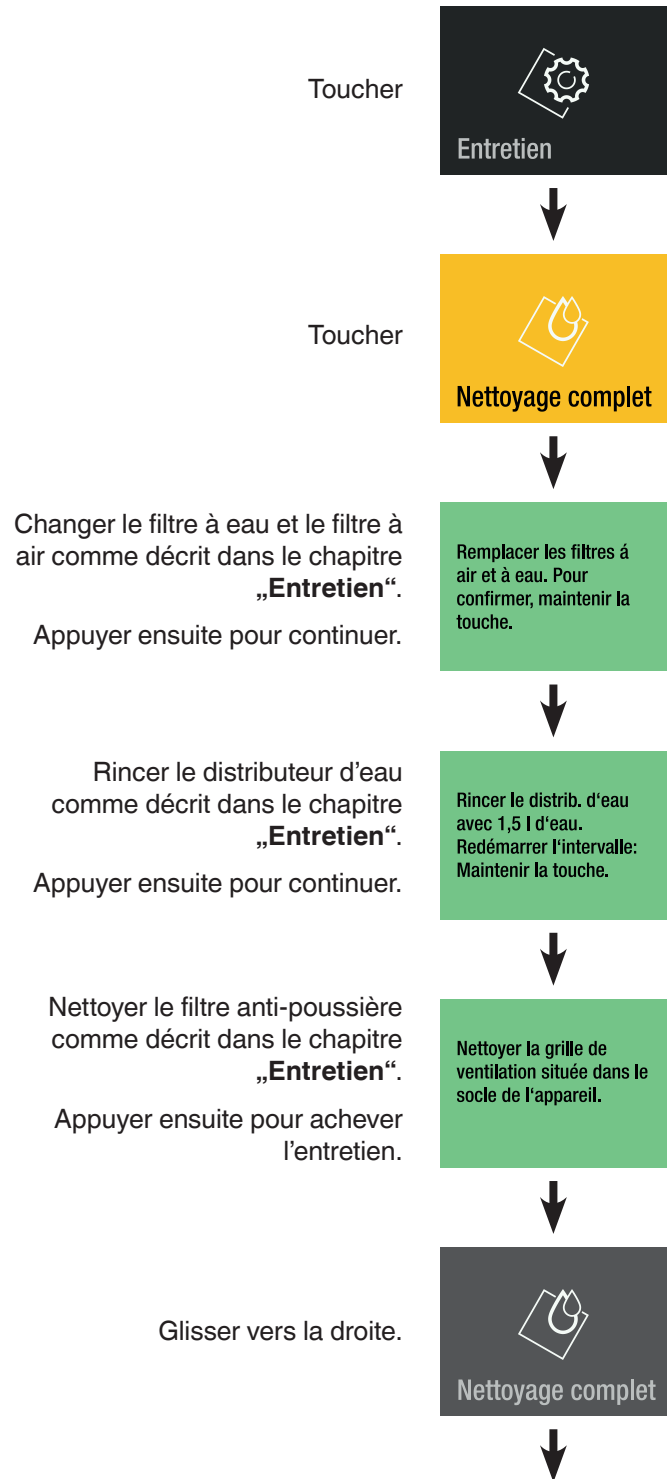 Toucher
Entretien
Toucher
Nettoyage complet
Changer le filtre à eau et le filtre à
air comme décrit dans le chapitre
„Entretien“.
Appuyer ensuite pour continuer.
Remplacer les filtres á
air et à eau. Pour
confirmer, maintenir la
touche.
Rincer le distributeur d’eau
comme décrit dans le chapitre
„Entretien“.
Appuyer ensuite pour continuer.
Rincer le distrib. d‘eau
avec 1,5 l d‘eau.
Redémarrer l‘intervalle:
Maintenir la touche.
Nettoyer le filtre anti-poussière
comme décrit dans le chapitre
„Entretien“.
Appuyer ensuite pour achever
l’entretien.
Nettoyer la grille de
ventilation située dans le
socle de l‘appareil.
Glisser vers la droite.
Nettoyage complet